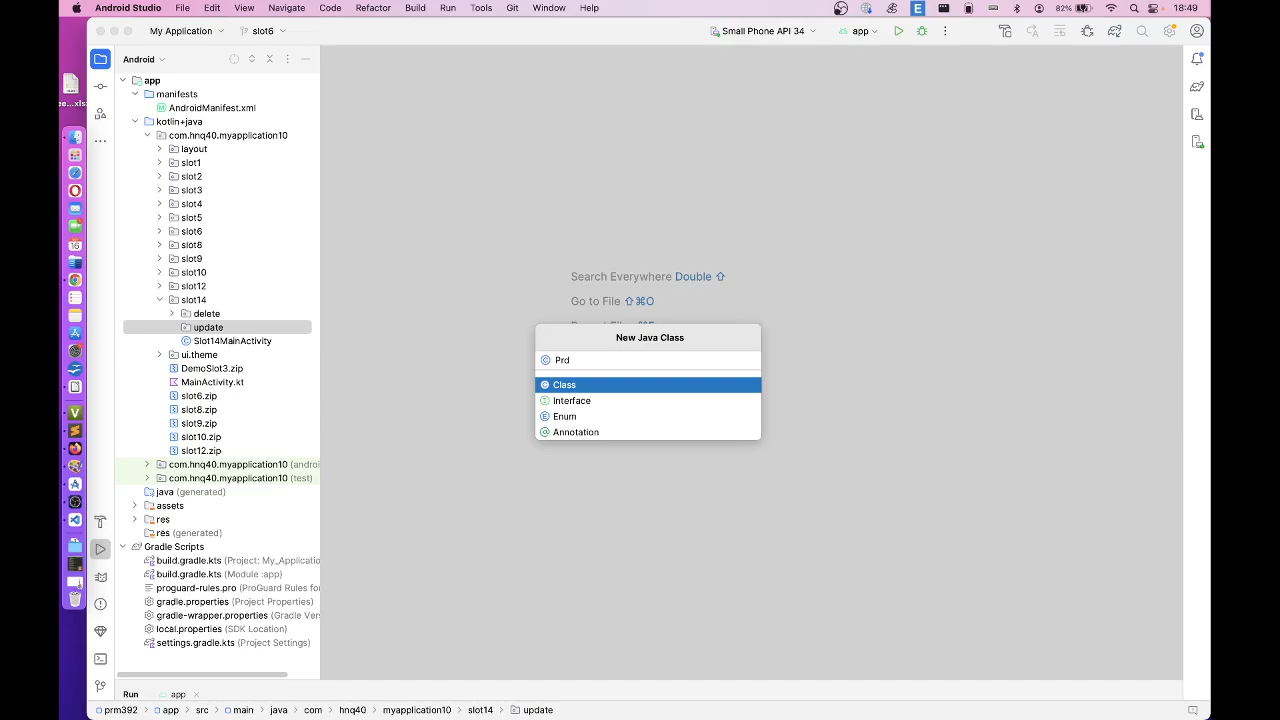 Android Studio File Edit View Navigate Code Refactor Build Run Tools Git Window Help 82% 18:49
My Application slot6 Small Phone API 34 app
Android
app
manifests
AndroidManifest.xml
kotlin+java
com.hnq40.myapplication10
layout
slot1
slot2
slot3
slot4
slot5
slot6
slot8
slot9
slot10
slot12
slot14
delete
update
Slot14MainActivity
ui.theme
DemoSlot3.zip
MainActivity.kt
slot6.zip
slot8.zip
slot9.zip
slot10.zip
slot12.zip
com.hnq40.myapplication10 (androi
com.hnq40.myapplication10 (test)
java (generated)
assets
res
res (generated)
Gradle Scripts
build.gradle.kts (Project: My_Applicatio
build.gradle.kts (Module :app)
proguard-rules.pro (ProGuard Rules for
gradle.properties (Project Properties)
gradle-wrapper.properties (Gradle Vers
local.properties (SDK Location)
settings.gradle.kts (Project Settings)
Search Everywhere Double ⇧
Go to File ⇧⌘O
New Java Class
Prd
Class
Interface
Enum
Annotation
Run app
prm392 app src main java com hnq40 myapplication10 slot14 update